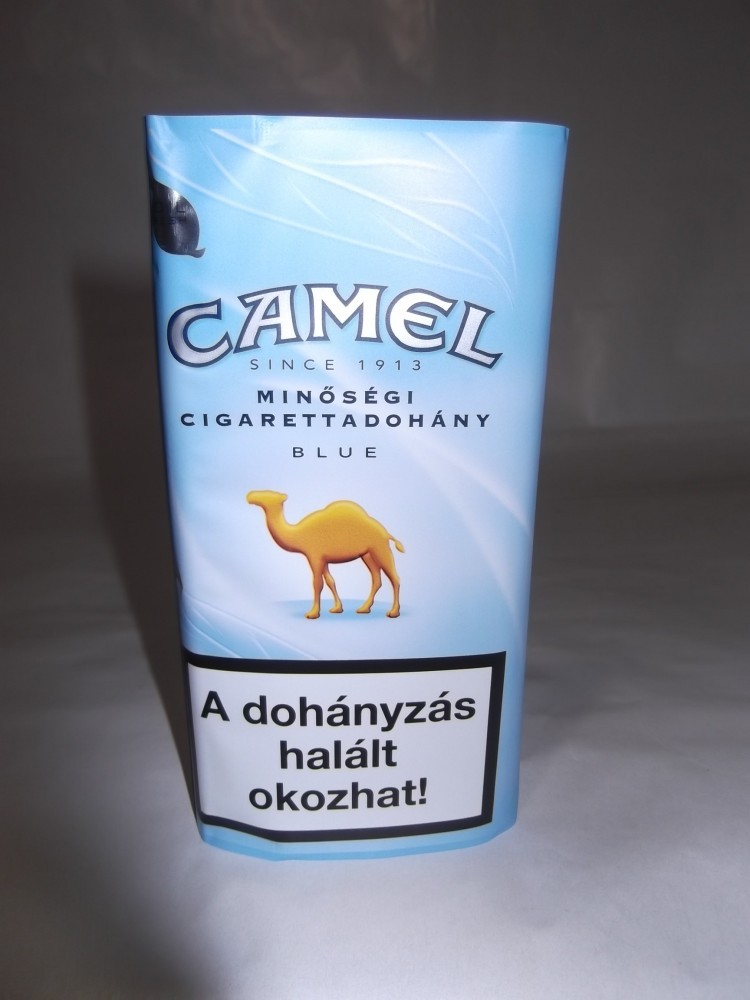 CAMEL
SINCE 1913
MINŐSÉGI
CIGARETTADOHÁNY
BLUE
A dohányzás
halált
okozhat!